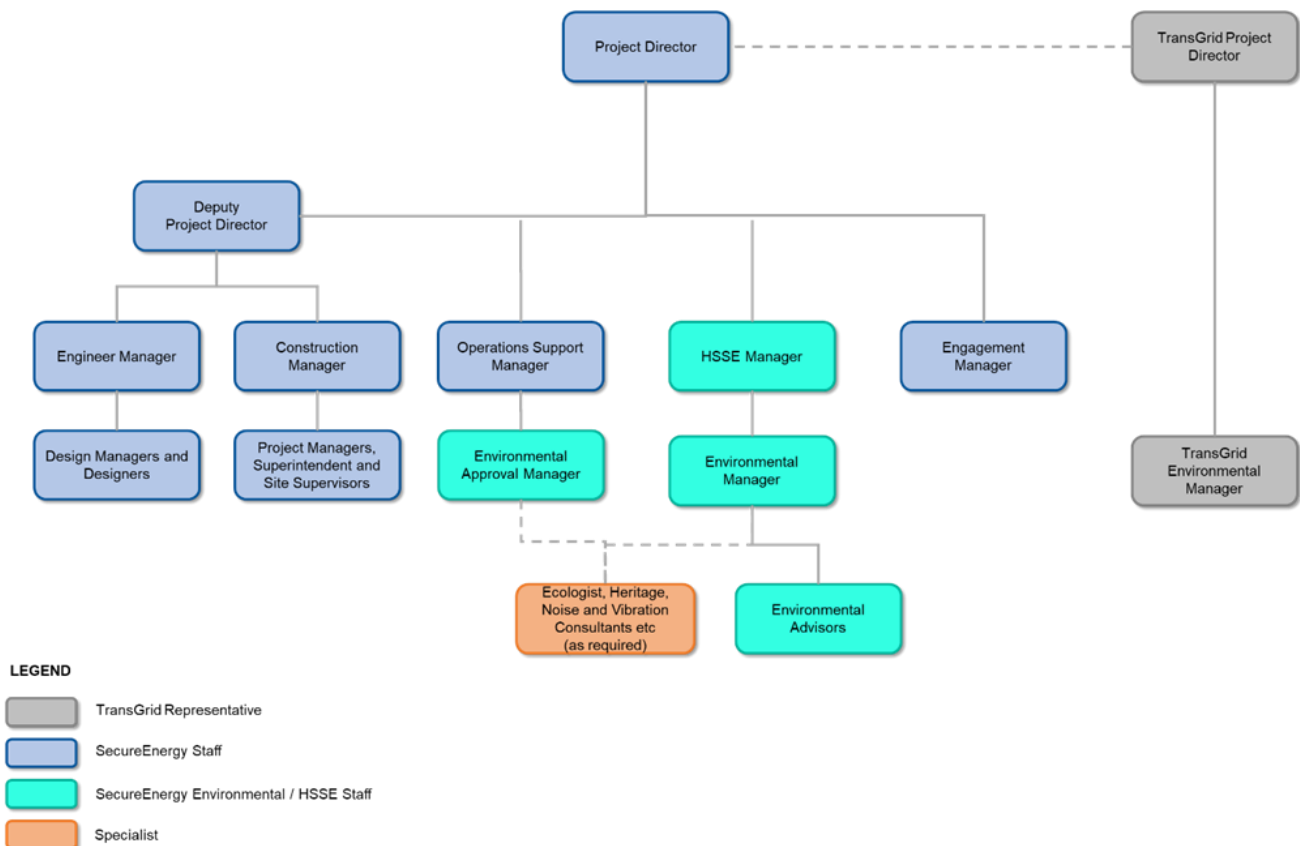 Project Director
TransGrid Project
Director
Deputy
Project Director
Engineer Manager
Construction
Manager
Operations Support
Manager
HSSE Manager
Engagement
Manager
Design Managers and
Designers
Project Managers,
Superintendent and
Site Supervisors
Environmental
Approval Manager
Environmental
Manager
TransGrid
Environmental
Manager
Ecologist, Heritage,
Noise and Vibration
Consultants etc
(as required)
Environmental
Advisors
LEGEND
TransGrid Representative
SecureEnergy Staff
SecureEnergy Environmental / HSSE Staff
Specialist